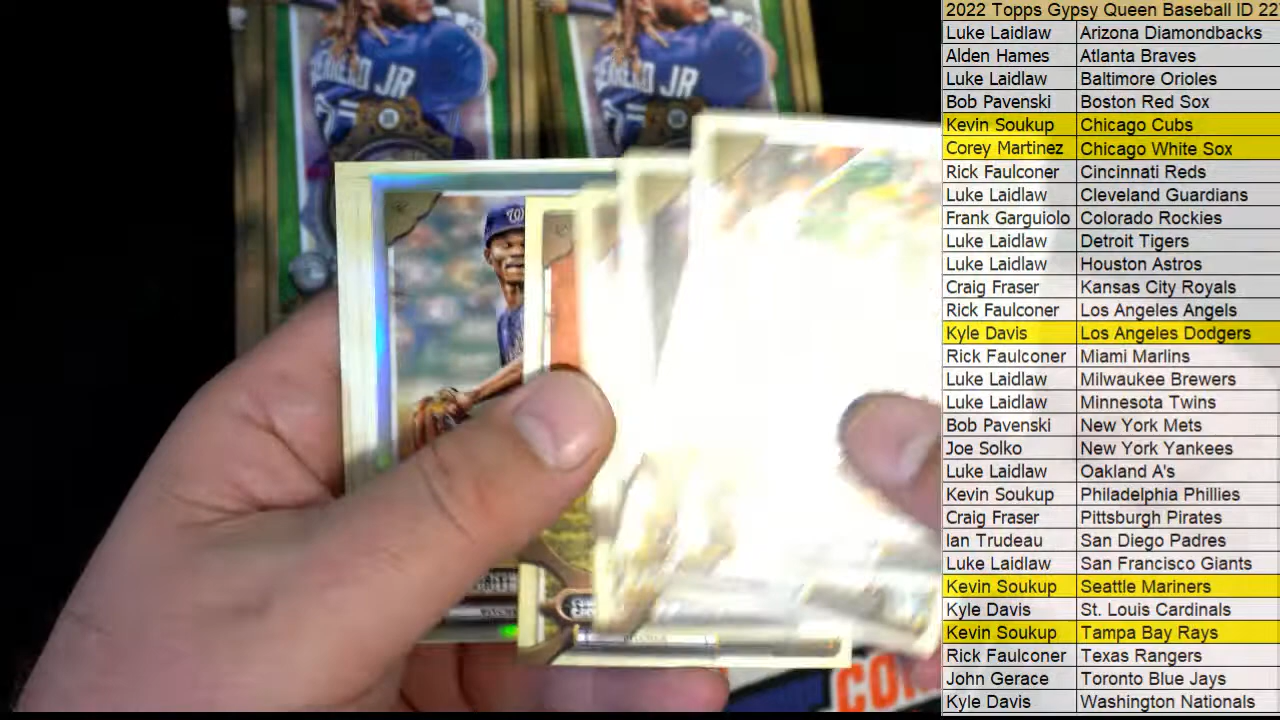 2022 Topps Gypsy Queen Baseball ID 22
Luke Laidlaw Arizona Diamondbacks
Alden Hames Atlanta Braves
Luke Laidlaw Baltimore Orioles
Bob Pavenski Boston Red Sox
Kevin Soukup Chicago Cubs
Corey Martinez Chicago White Sox
Rick Faulconer Cincinnati Reds
Luke Laidlaw Cleveland Guardians
Frank Garguiolo Colorado Rockies
Luke Laidlaw Detroit Tigers
Luke Laidlaw Houston Astros
Craig Fraser Kansas City Royals
Rick Faulconer Los Angeles Angels
Kyle Davis Los Angeles Dodgers
Rick Faulconer Miami Marlins
Luke Laidlaw Milwaukee Brewers
Luke Laidlaw Minnesota Twins
Bob Pavenski New York Mets
Joe Solko New York Yankees
Luke Laidlaw Oakland A's
Kevin Soukup Philadelphia Phillies
Craig Fraser Pittsburgh Pirates
Ian Trudeau San Diego Padres
Luke Laidlaw San Francisco Giants
Kevin Soukup Seattle Mariners
Kyle Davis St. Louis Cardinals
Kevin Soukup Tampa Bay Rays
Rick Faulconer Texas Rangers
John Gerace Toronto Blue Jays
Kyle Davis Washington Nationals
JR
JR
W
PITCHER
CO